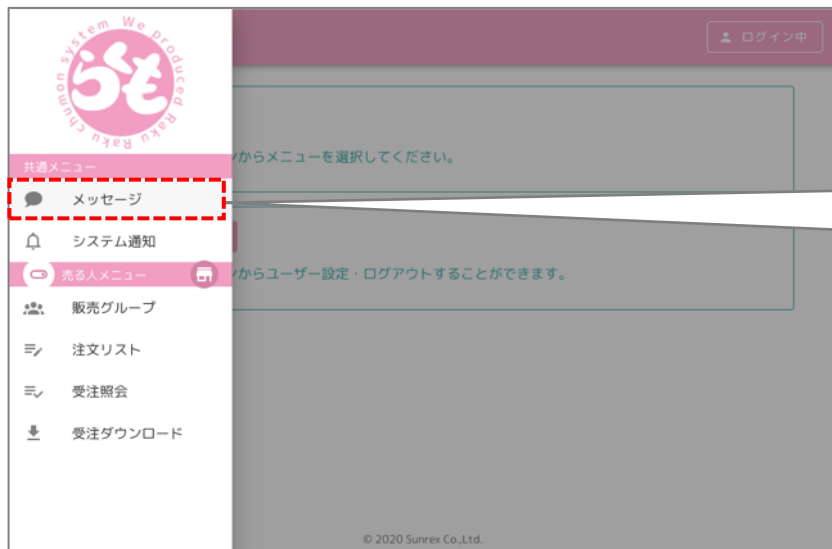 System We produced Raku Raku chumon
らくも
ログイン中
共通メニュー
ンからメニューを選択してください。
メッセージ
システム通知
売る人メニュー
ンからユーザー設定・ログアウトすることができます。
販売グループ
注文リスト
受注照会
受注ダウンロード
© 2020 Sunrex Co.,Ltd.